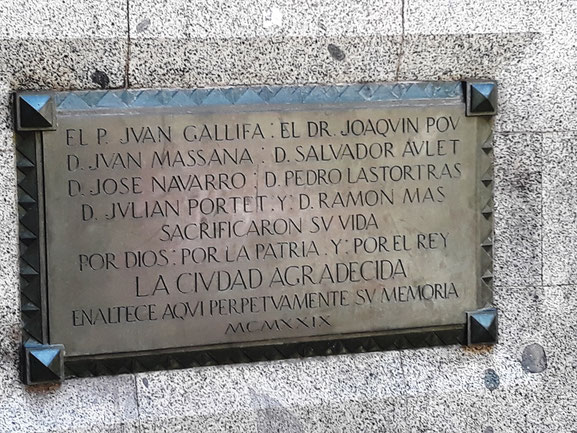 EL P. JVAN GALLIFA : EL DR. JOAQVIN POV
D. JVAN MASSANA : D. SALVADOR AVLET
D. JOSE NAVARRO : D. PEDRO LASTORTRAS
D. JVLIAN PORTET : Y : D. RAMON MAS
SACRIFICARON SV VIDA
POR DIOS : POR LA PATRIA : Y : POR EL REY
LA CIVDAD AGRADECIDA
ENALTECE AQVI PERPETVAMENTE SV MEMORIA
MCMXXIX